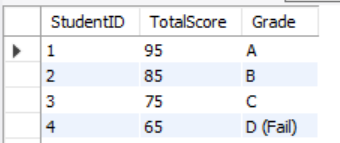 StudentID TotalScore Grade
1 95 A
2 85 B
3 75 C
4 65 D (Fail)